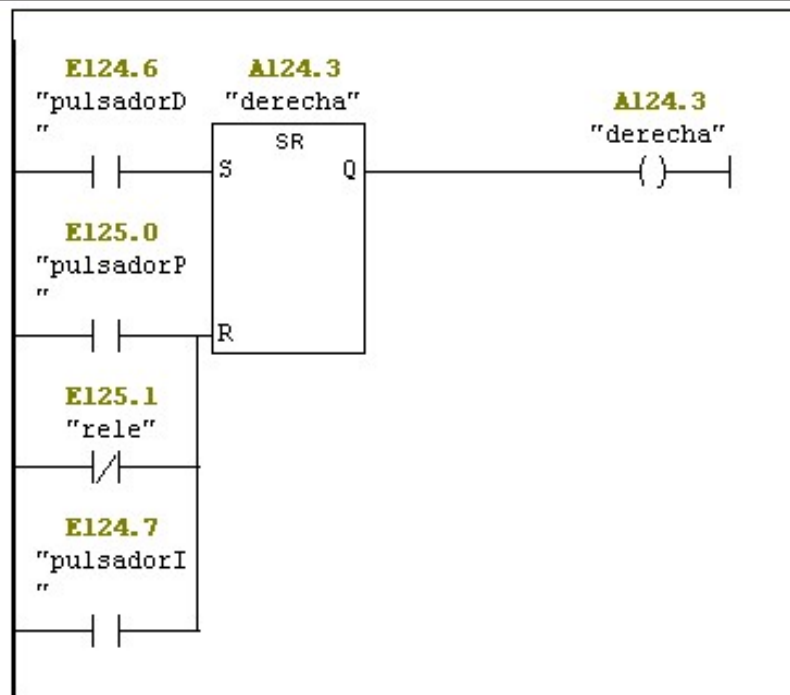 E124.6 A124.3
"pulsadorD "derecha"
"
A124.3
"derecha"
SR
S Q
( )
E125.0
"pulsadorP
"
R
E125.1
"rele"
E124.7
"pulsadorI
"